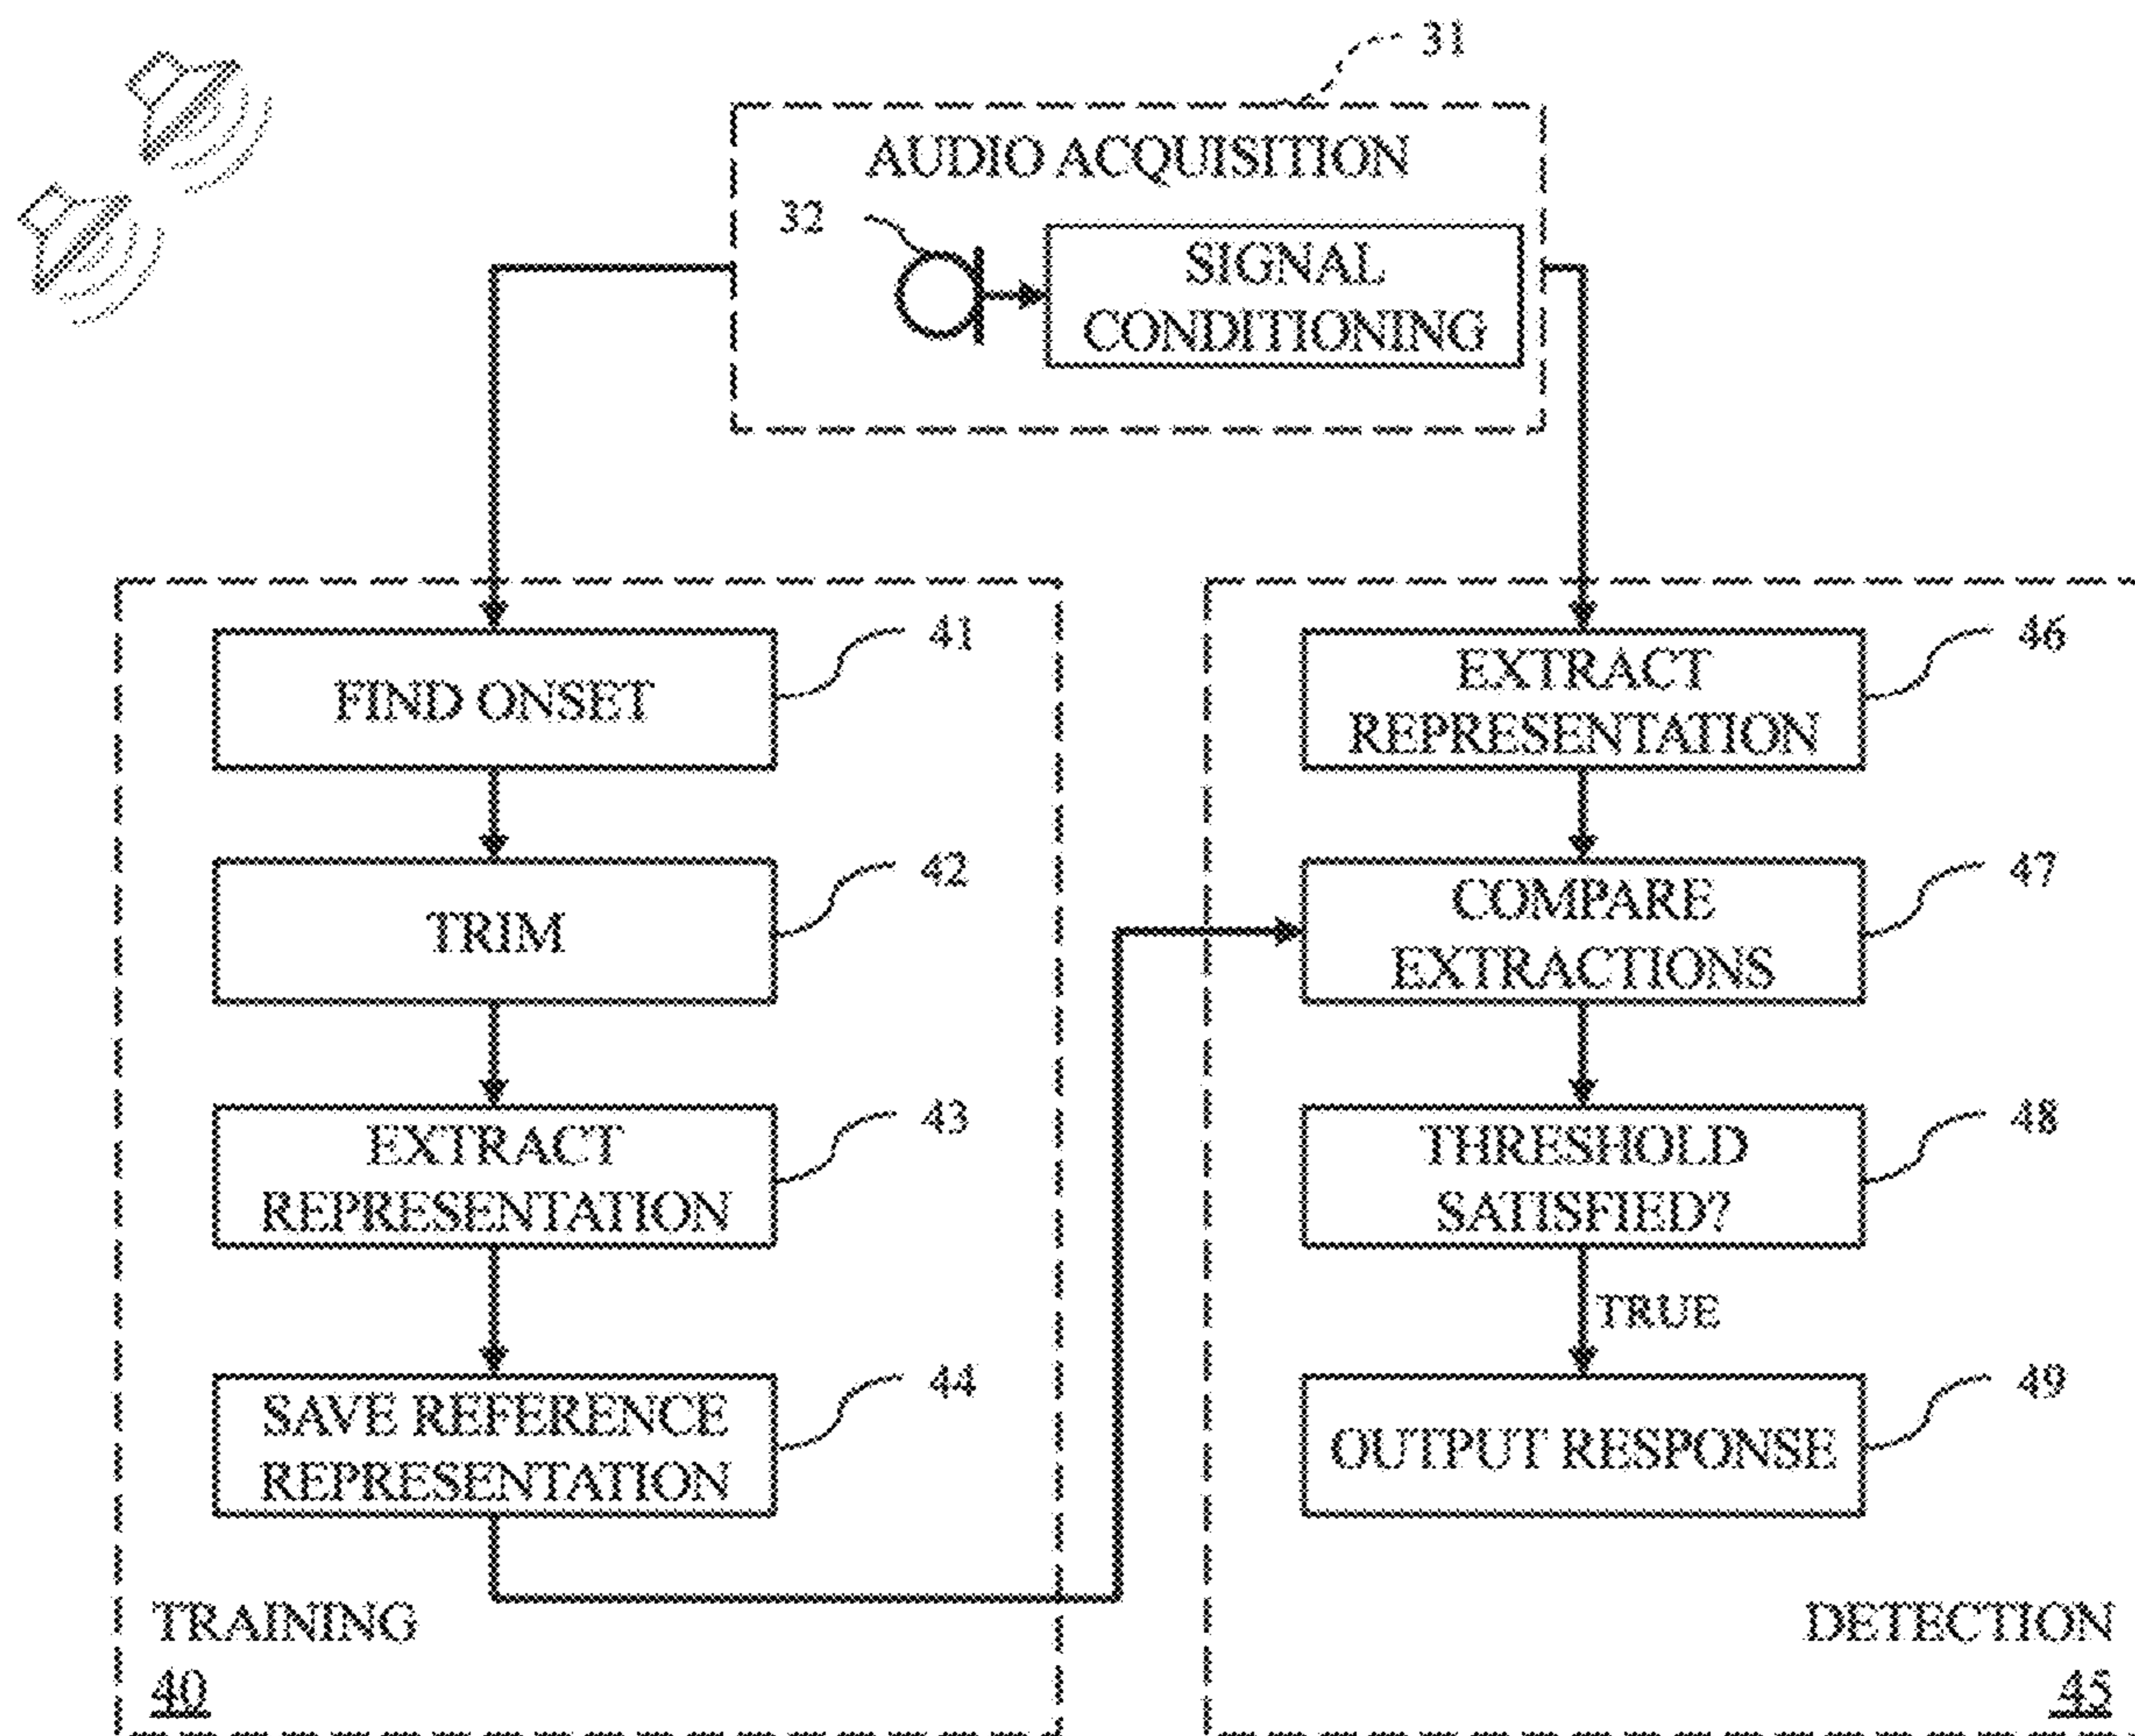 31
AUDIO ACQUISITION
32
SIGNAL
CONDITIONING
41
FIND ONSET
42
TRIM
43
EXTRACT
REPRESENTATION
44
SAVE REFERENCE
REPRESENTATION
TRAINING
40
46
EXTRACT
REPRESENTATION
47
COMPARE
EXTRACTIONS
48
THRESHOLD
SATISFIED?
TRUE
49
OUTPUT RESPONSE
DETECTION
45